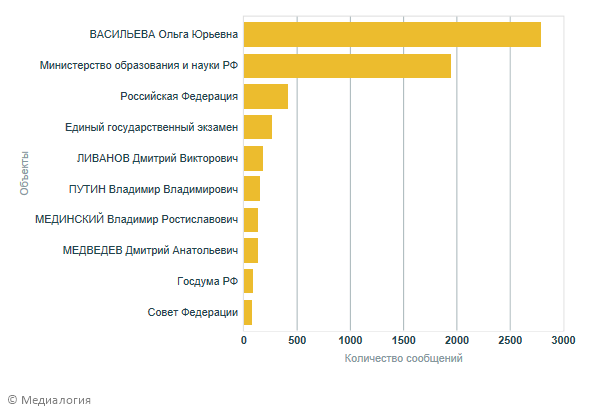 ВАСИЛЬЕВА Ольга Юрьевна
Министерство образования и науки РФ
Российская Федерация
Единый государственный экзамен
ЛИВАНОВ Дмитрий Викторович
ПУТИН Владимир Владимирович
МЕДИНСКИЙ Владимир Ростиславович
МЕДВЕДЕВ Дмитрий Анатольевич
Госдума РФ
Совет Федерации
Объекты
0 500 1000 1500 2000 2500 3000
Количество сообщений
© Медиалогия